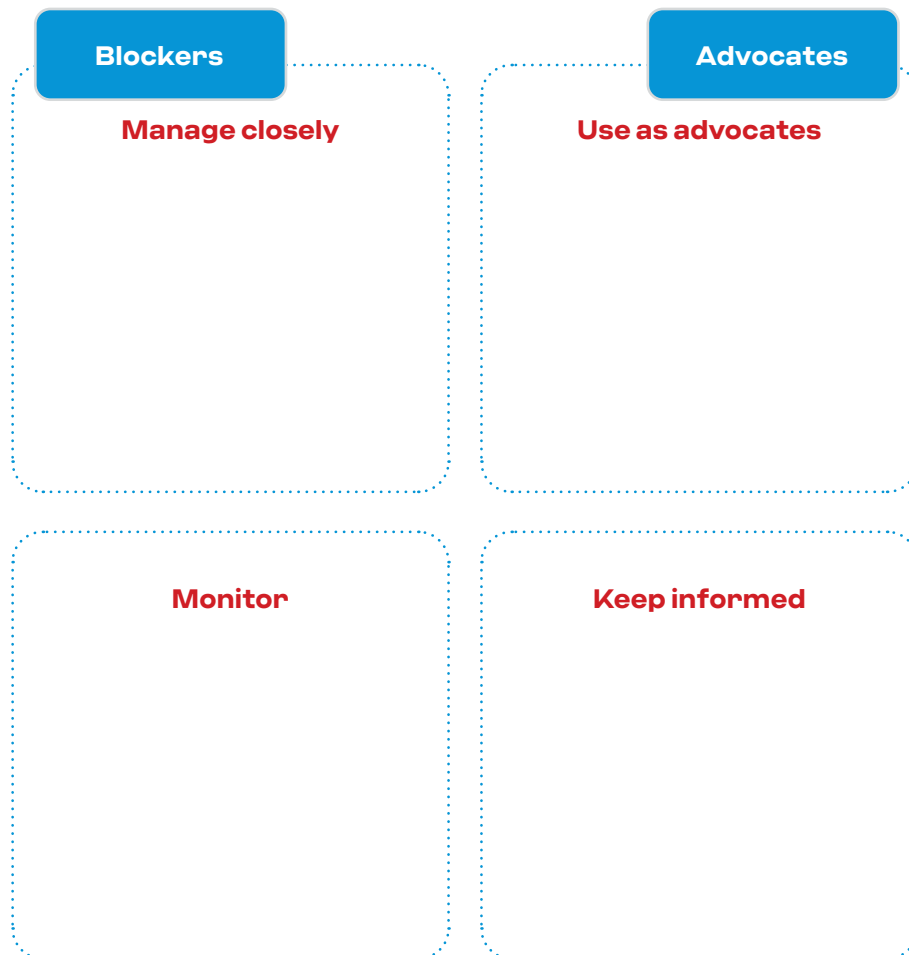 Blockers
Advocates
Manage closely
Use as advocates
Monitor
Keep informed